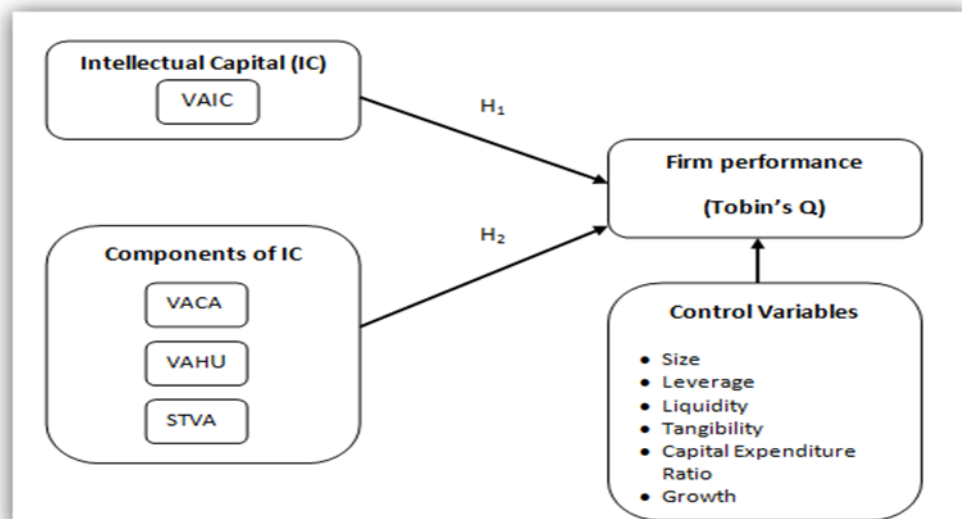 Intellectual Capital (IC)
VAIC
H₁
Firm performance
(Tobin's Q)
H₂
Components of IC
VACA
VAHU
STVA
Control Variables
• Size
• Leverage
• Liquidity
• Tangibility
• Capital Expenditure
Ratio
• Growth